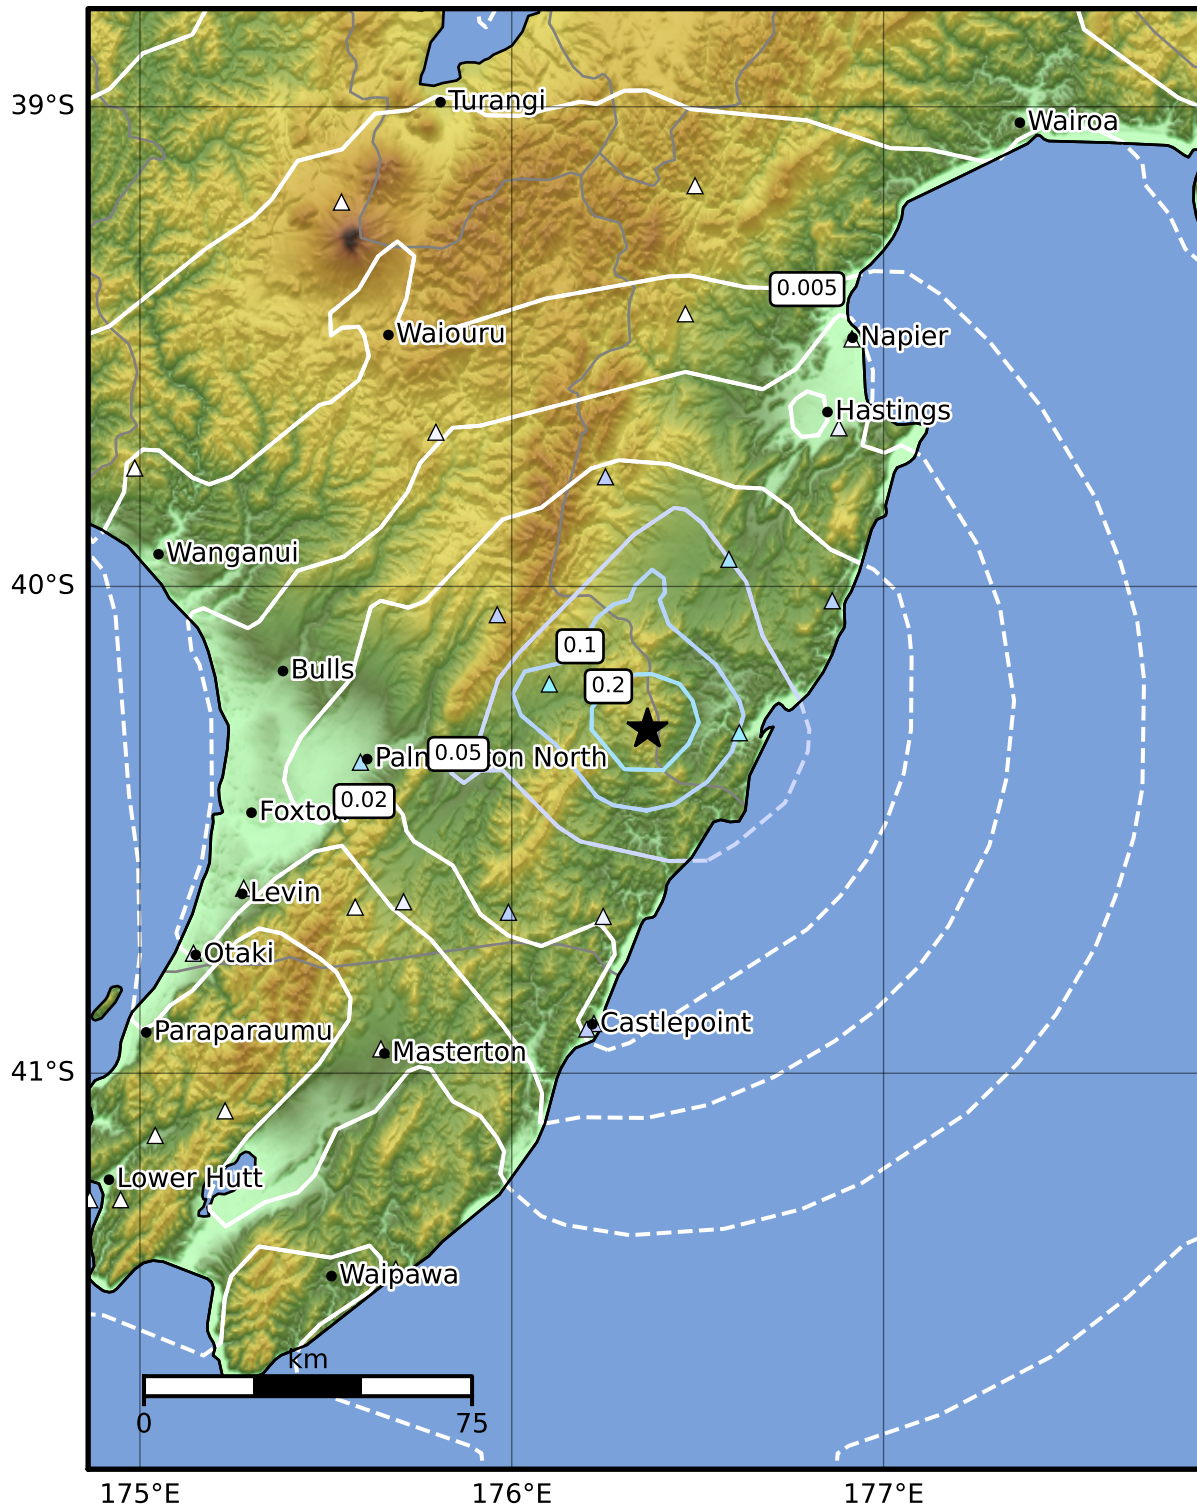 39°S
Turangi
Wairoa
0.005
Waiouru
Napier
Hastings
Wanganui
40°S
0.1
Bulls
0.2
0.05
Palm on North
0.02
Foxton
Levin
Otaki
Castlepoint
Paraparaumu
Masterton
41°S
Lower Hutt
Waipawa
km
0 75
175°E 176°E 177°E